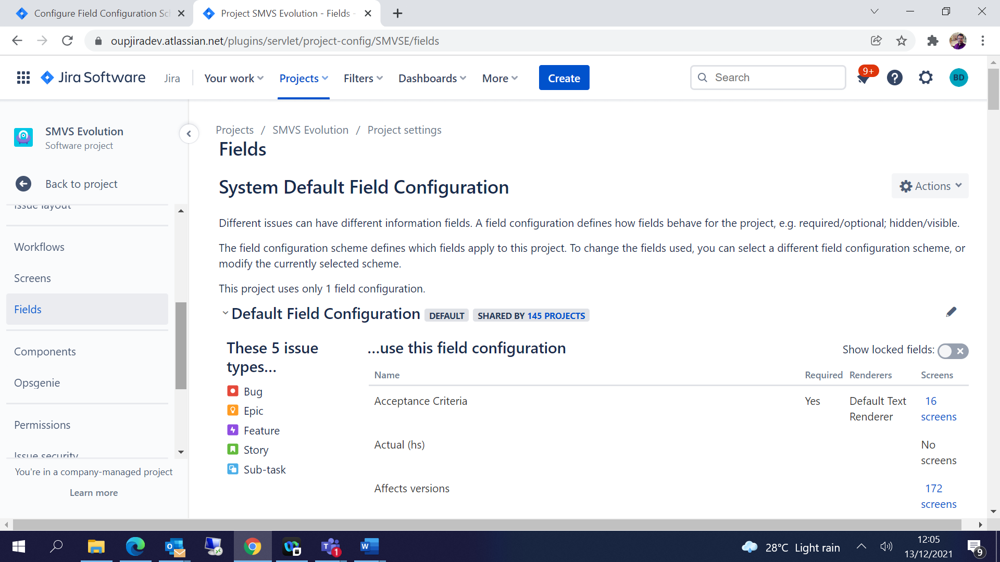 Configure Field Configuration Sch
Project SMVS Evolution - Fields -
oupjiradev.atlassian.net/plugins/servlet/project-config/SMVSE/fields
Jira Software
Jira
Your work
Projects
Filters
Dashboards
More
Create
Search
9+
BD
SMVS Evolution
Software project
Back to project
Issue layout
Workflows
Screens
Fields
Components
Opsgenie
Permissions
Issue security
You're in a company-managed project
Learn more
Projects / SMVS Evolution / Project settings
Fields
System Default Field Configuration
Actions
Different issues can have different information fields. A field configuration defines how fields behave for the project, e.g. required/optional; hidden/visible.
The field configuration scheme defines which fields apply to this project. To change the fields used, you can select a different field configuration scheme, or
modify the currently selected scheme.
This project uses only 1 field configuration.
Default Field Configuration DEFAULT SHARED BY 145 PROJECTS
These 5 issue
types...
Bug
Epic
Feature
Story
Sub-task
...use this field configuration
Show locked fields:
Name Required Renderers Screens
Acceptance Criteria Yes Default Text 16
Renderer screens
Actual (hs) No
screens
Affects versions 172
screens
28°C Light rain
12:05
13/12/2021
9
1